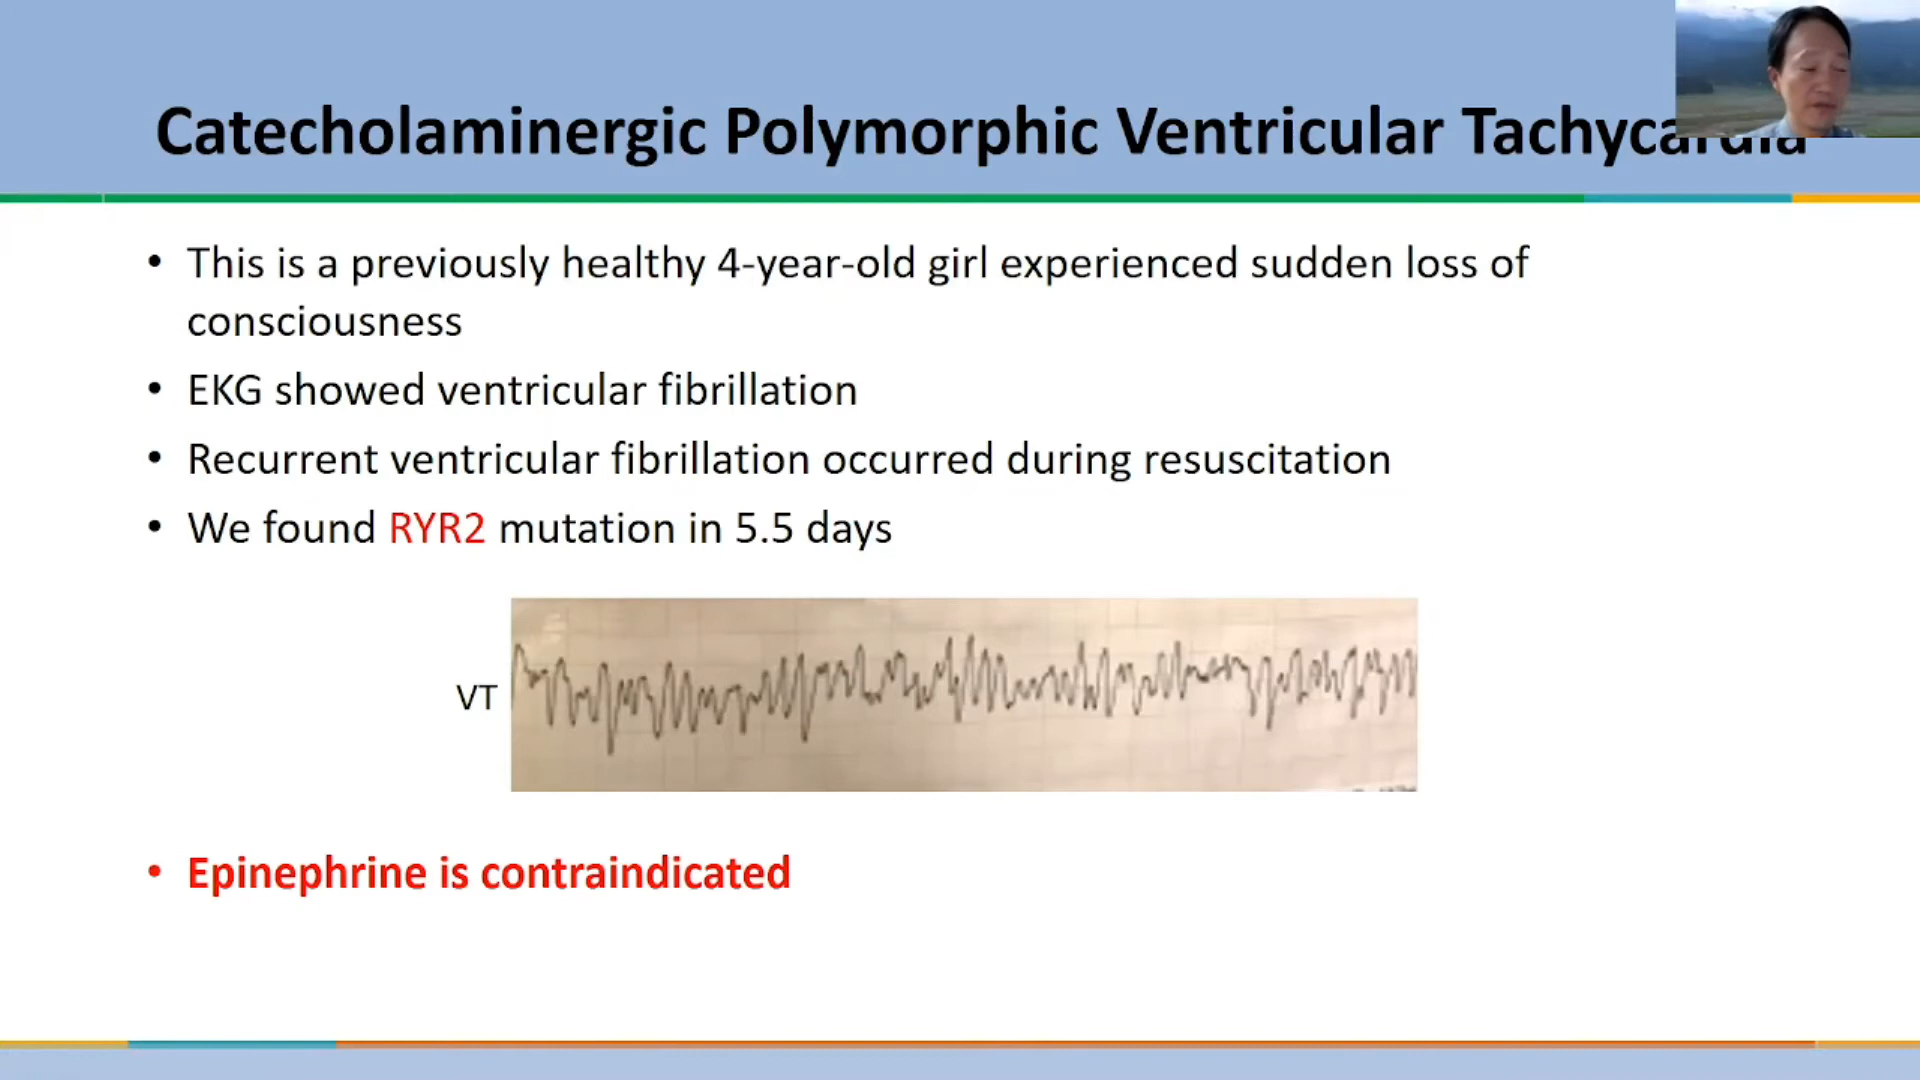 Catecholaminergic Polymorphic Ventricular Tachycardia
• This is a previously healthy 4-year-old girl experienced sudden loss of
consciousness
• EKG showed ventricular fibrillation
• Recurrent ventricular fibrillation occurred during resuscitation
• We found RYR2 mutation in 5.5 days
VT
• Epinephrine is contraindicated